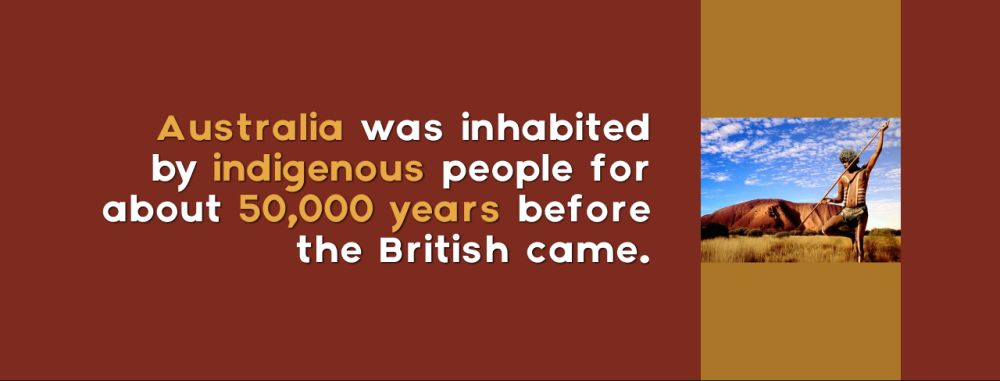 Australia was inhabited
by indigenous people for
about 50,000 years before
the British came.